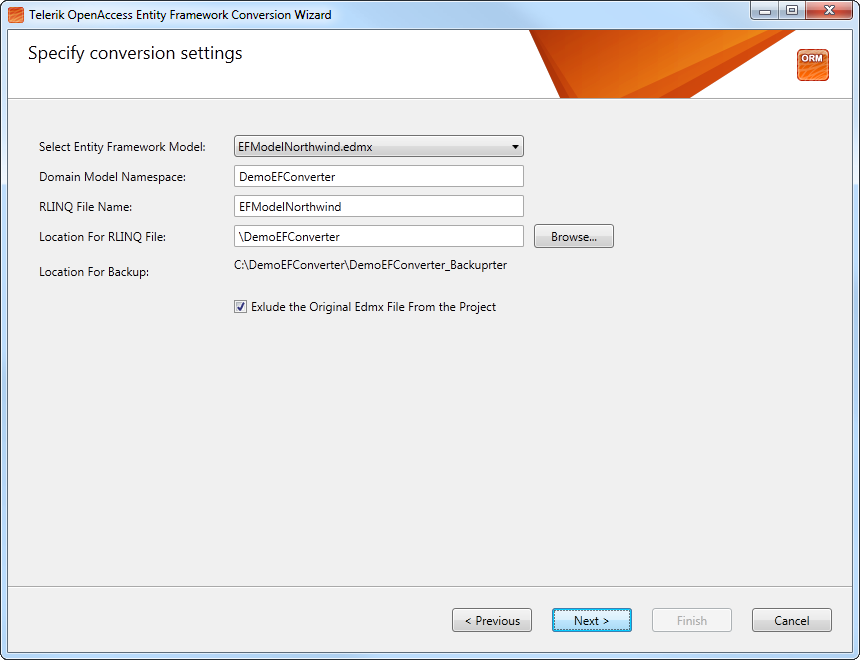 Telerik OpenAccess Entity Framework Conversion Wizard
Specify conversion settings
ORM
Select Entity Framework Model: EFModelNorthwind.edmx
Domain Model Namespace: DemoEFConverter
RLINQ File Name: EFModelNorthwind
Location For RLINQ File: \DemoEFConverter Browse...
Location For Backup: C:\DemoEFConverter\DemoEFConverter_Backuprter
Exlude the Original Edmx File From the Project
< Previous Next > Finish Cancel